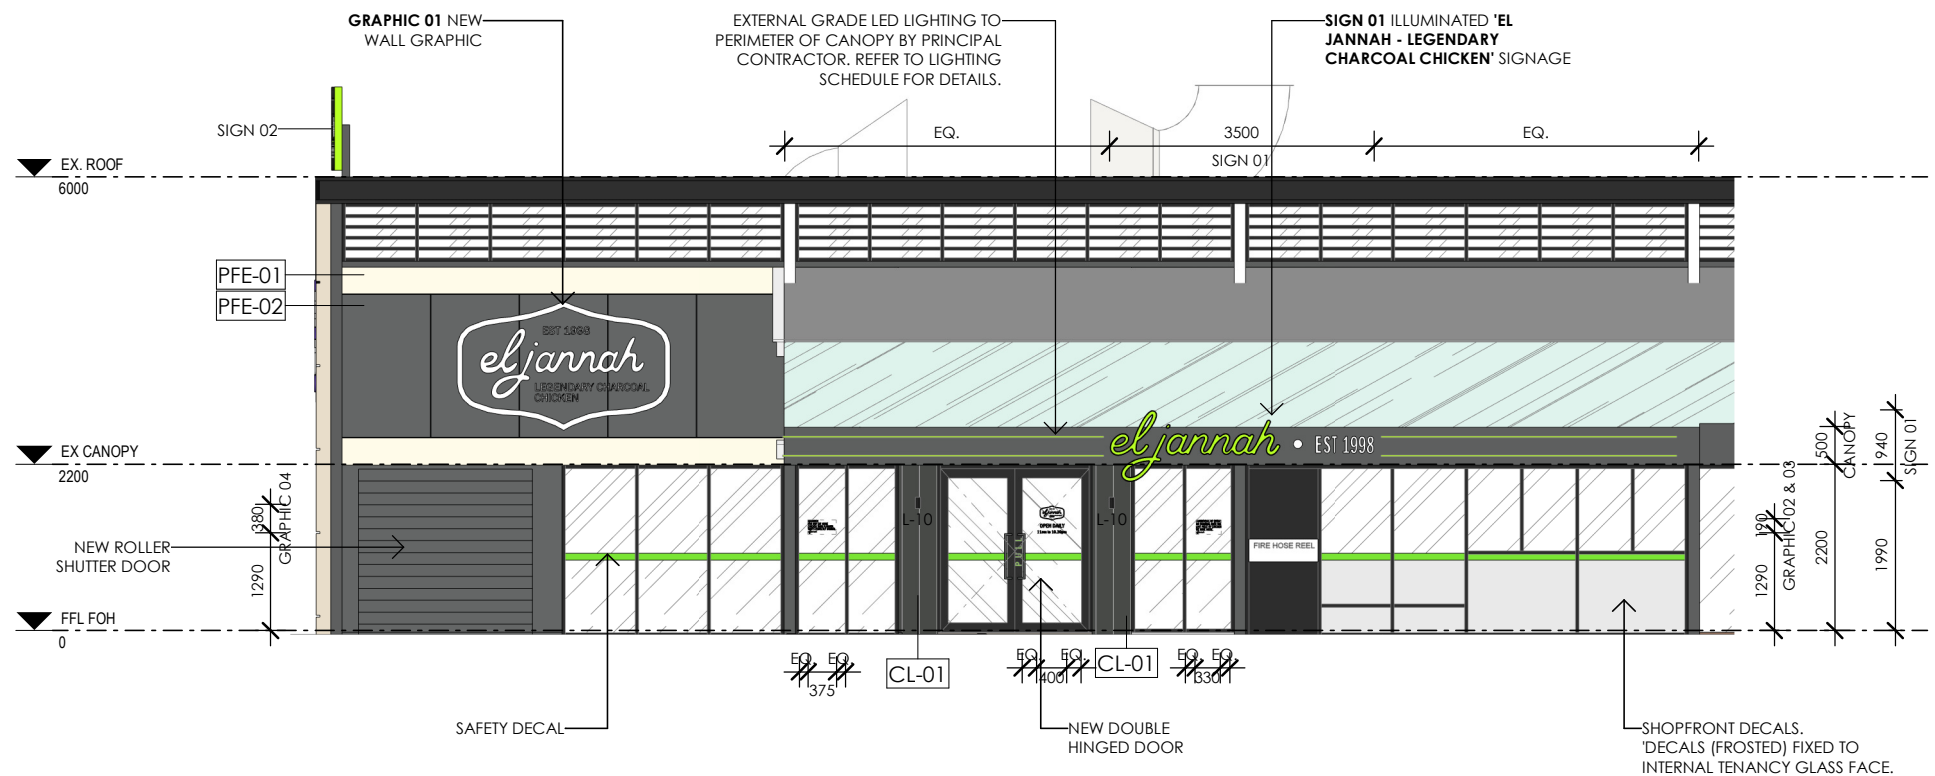 GRAPHIC 01 NEW
WALL GRAPHIC
EXTERNAL GRADE LED LIGHTING TO
PERIMETER OF CANOPY BY PRINCIPAL
CONTRACTOR. REFER TO LIGHTING
SCHEDULE FOR DETAILS.
SIGN 01 ILLUMINATED 'EL
JANNAH - LEGENDARY
CHARCOAL CHICKEN' SIGNAGE
SIGN 02
EQ.
3500
EQ.
SIGN 01
EX. ROOF
6000
PFE-01
PFE-02
EST 1998
el jannah
LEGENDARY CHARCOAL
CHICKEN
el jannah • EST 1998
EX CANOPY
2200
GRAPHIC 04
380
1290
NEW ROLLER
SHUTTER DOOR
L-10
OPEN DAILY
PULL
L-10
FIRE HOSE REEL
500
CANOPY
940
SIGN 01
190
GRAPHIC 02 & 03
1290
2200
1990
FFL FOH
0
EQ.
EQ.
375
CL-01
EQ.
EQ.
400
CL-01
EQ.
EQ.
330
SAFETY DECAL
NEW DOUBLE
HINGED DOOR
SHOPFRONT DECALS.
'DECALS (FROSTED) FIXED TO
INTERNAL TENANCY GLASS FACE.